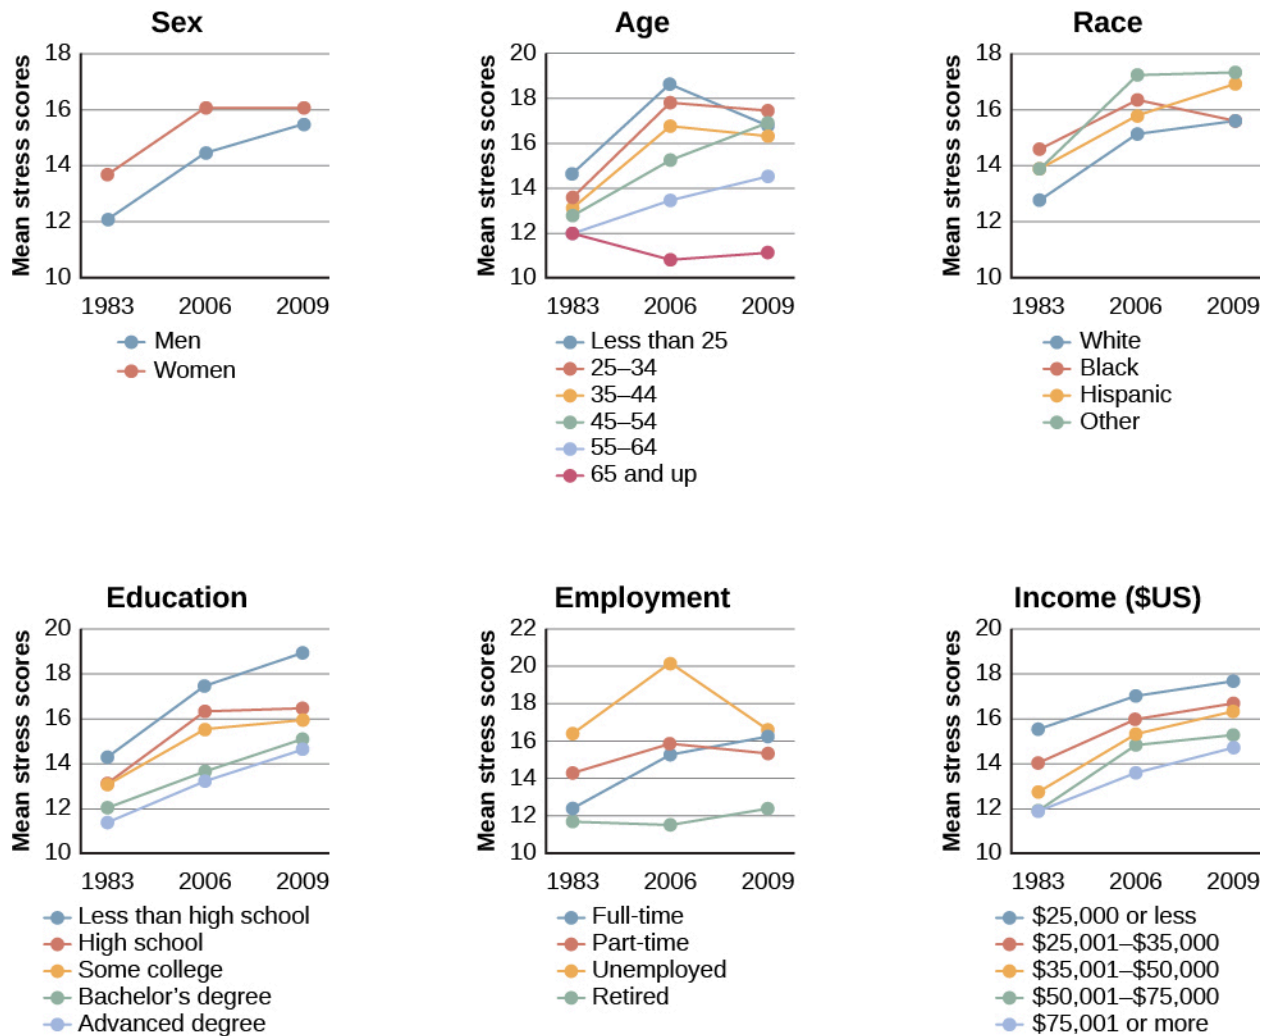 Sex
Mean stress scores
18
16
14
12
10
1983 2006 2009
Men
Women
Age
Mean stress scores
20
18
16
14
12
10
1983 2006 2009
Less than 25
25–34
35–44
45–54
55–64
65 and up
Race
Mean stress scores
18
16
14
12
10
1983 2006 2009
White
Black
Hispanic
Other
Education
Mean stress scores
20
18
16
14
12
10
1983 2006 2009
Less than high school
High school
Some college
Bachelor's degree
Advanced degree
Employment
Mean stress scores
22
20
18
16
14
12
10
1983 2006 2009
Full-time
Part-time
Unemployed
Retired
Income ($US)
Mean stress scores
20
18
16
14
12
10
1983 2006 2009
$25,000 or less
$25,001–$35,000
$35,001–$50,000
$50,001–$75,000
$75,001 or more